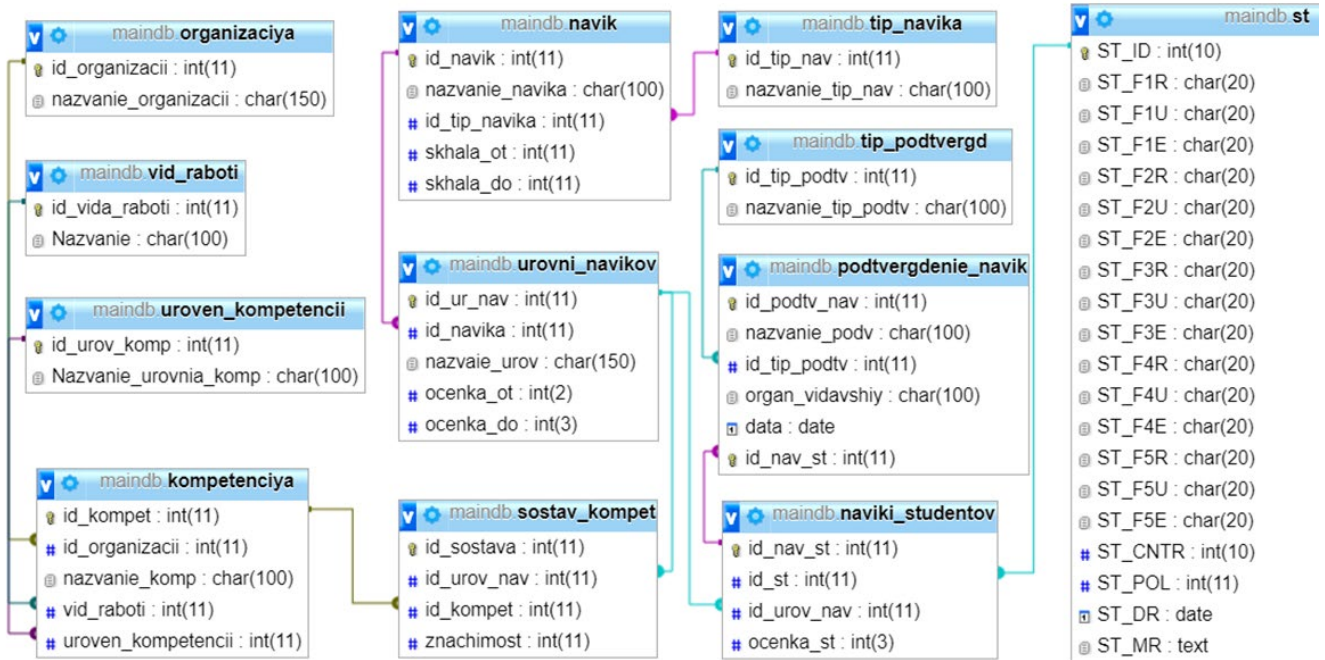 maindb.organizaciya
id_organizacii : int(11)
nazvanie_organizacii : char(150)
maindb.vid_raboti
id_vida_raboti : int(11)
Nazvanie : char(100)
maindb.uroven_kompetencii
id_urov_komp : int(11)
Nazvanie_urovnia_komp : char(100)
maindb.kompetenciya
id_kompet : int(11)
id_organizacii : int(11)
nazvanie_komp : char(100)
vid_raboti : int(11)
uroven_kompetencii : int(11)
maindb.navik
id_navik : int(11)
nazvanie_navika : char(100)
id_tip_navika : int(11)
skhala_ot : int(11)
skhala_do : int(11)
maindb.urovni_navikov
id_ur_nav : int(11)
id_navika : int(11)
nazvaie_urov : char(150)
ocenka_ot : int(2)
ocenka_do : int(3)
maindb.sostav_kompet
id_sostava : int(11)
id_urov_nav : int(11)
id_kompet : int(11)
znachimost : int(11)
maindb.tip_navika
id_tip_nav : int(11)
nazvanie_tip_nav : char(100)
maindb.tip_podtvergd
id_tip_podtv : int(11)
nazvanie_tip_podtv : char(100)
maindb.podtvergdenie_navik
id_podtv_nav : int(11)
nazvanie_podv : char(100)
id_tip_podtv : int(11)
organ_vidavshiy : char(100)
data : date
id_nav_st : int(11)
maindb.naviki_studentov
id_nav_st : int(11)
id_st : int(11)
id_urov_nav : int(11)
ocenka_st : int(3)
maindb.st
ST_ID : int(10)
ST_F1R : char(20)
ST_F1U : char(20)
ST_F1E : char(20)
ST_F2R : char(20)
ST_F2U : char(20)
ST_F2E : char(20)
ST_F3R : char(20)
ST_F3U : char(20)
ST_F3E : char(20)
ST_F4R : char(20)
ST_F4U : char(20)
ST_F4E : char(20)
ST_F5R : char(20)
ST_F5U : char(20)
ST_F5E : char(20)
ST_CNTR : int(10)
ST_POL : int(11)
ST_DR : date
ST_MR : text